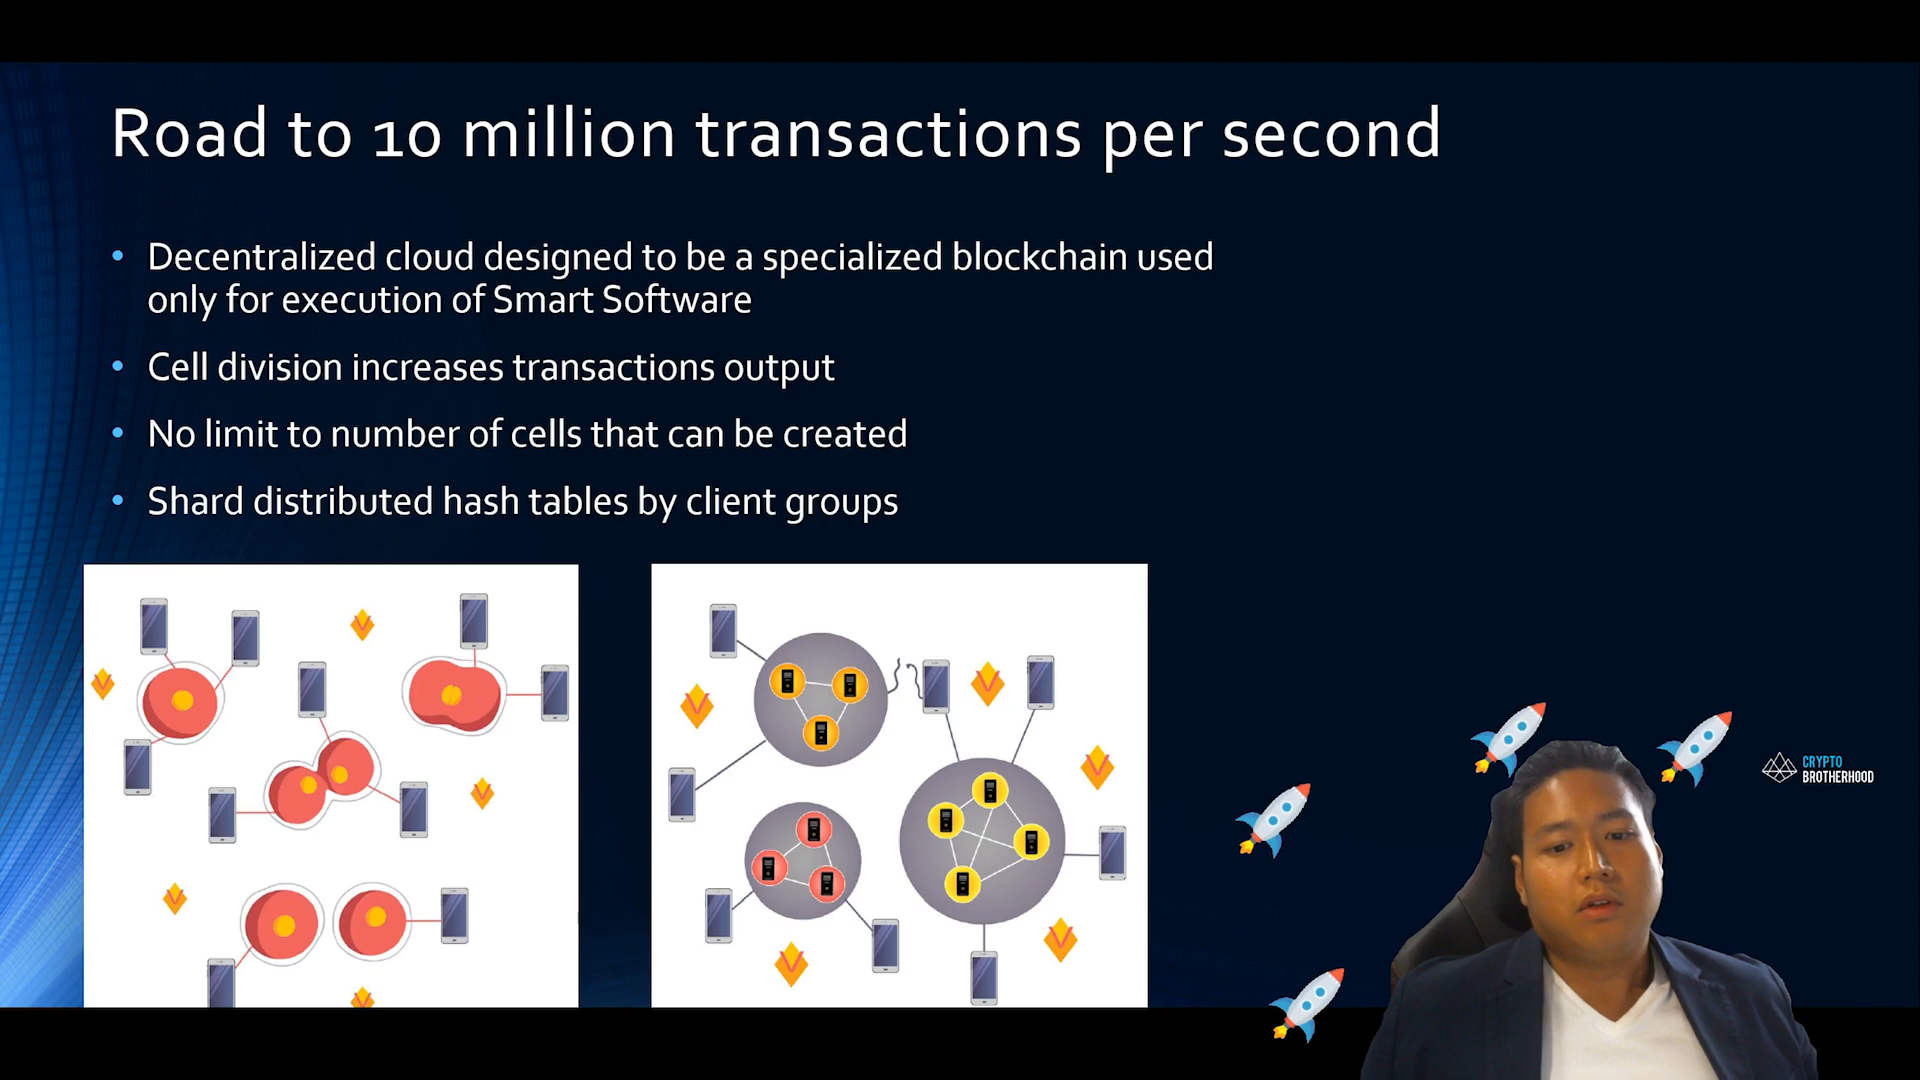 Road to 10 million transactions per second
• Decentralized cloud designed to be a specialized blockchain used
only for execution of Smart Software
• Cell division increases transactions output
• No limit to number of cells that can be created
• Shard distributed hash tables by client groups
CRYPTO
BROTHERHOOD